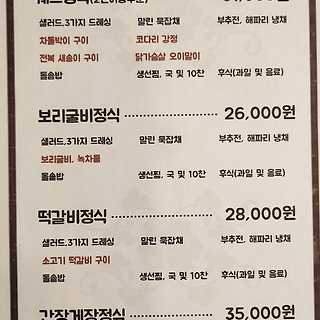 샐러드,3가지 드레싱 말린 묵잡채 부추전, 해파리 냉채
차돌박이 구이 코다리 강정
전복 새송이 구이 닭가슴살 오이말이
돌솥밥 생선찜, 국 및 10찬 후식(과일 및 음료)
보리굴비정식 26,000원
샐러드,3가지 드레싱 말린 묵잡채 부추전, 해파리 냉채
보리굴비, 녹차물
돌솥밥 생선찜, 국 및 10찬 후식(과일 및 음료)
떡갈비정식 28,000원
샐러드,3가지 드레싱 말린 묵잡채 부추전, 해파리 냉채
소고기 떡갈비 구이
돌솥밥 생선찜, 국 및 10찬 후식(과일 및 음료)
간장게장정식 35,000원